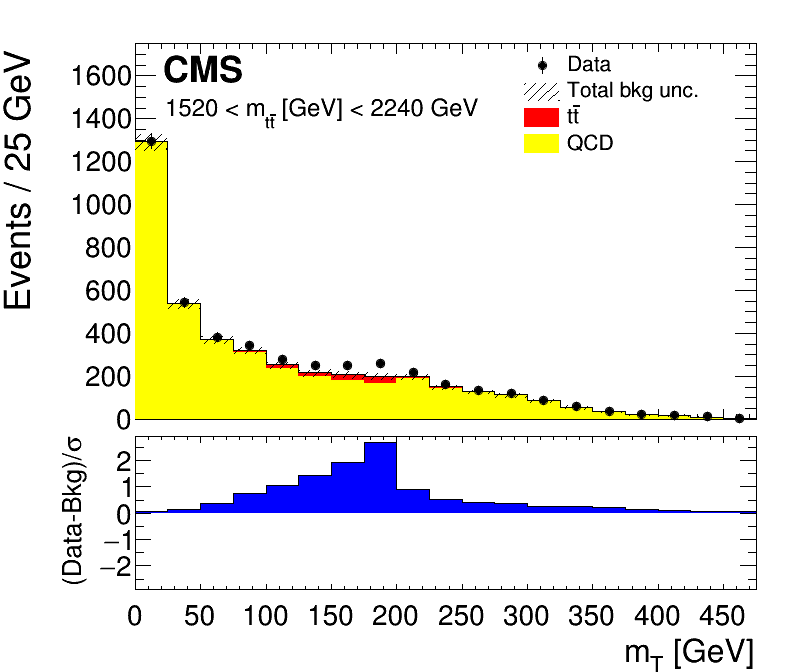 Events / 25 GeV
1600
1400
1200
1000
800
600
400
200
0
CMS
1520 < m_{tt̄} [GeV] < 2240 GeV
Data
Total bkg unc.
tt̄
QCD
(Data-Bkg)/σ
2
1
0
−1
−2
0 50 100 150 200 250 300 350 400 450
m_T [GeV]